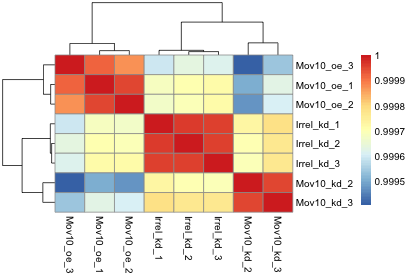 1
Mov10_oe_3
Mov10_oe_1
0.9999
Mov10_oe_2
0.9998
Irrel_kd_1
0.9997
Irrel_kd_2
Irrel_kd_3
0.9996
Mov10_kd_2
0.9995
Mov10_kd_3
Mov10_oe_3
Mov10_oe_1
Mov10_oe_2
Irrel_kd_1
Irrel_kd_2
Irrel_kd_3
Mov10_kd_2
Mov10_kd_3